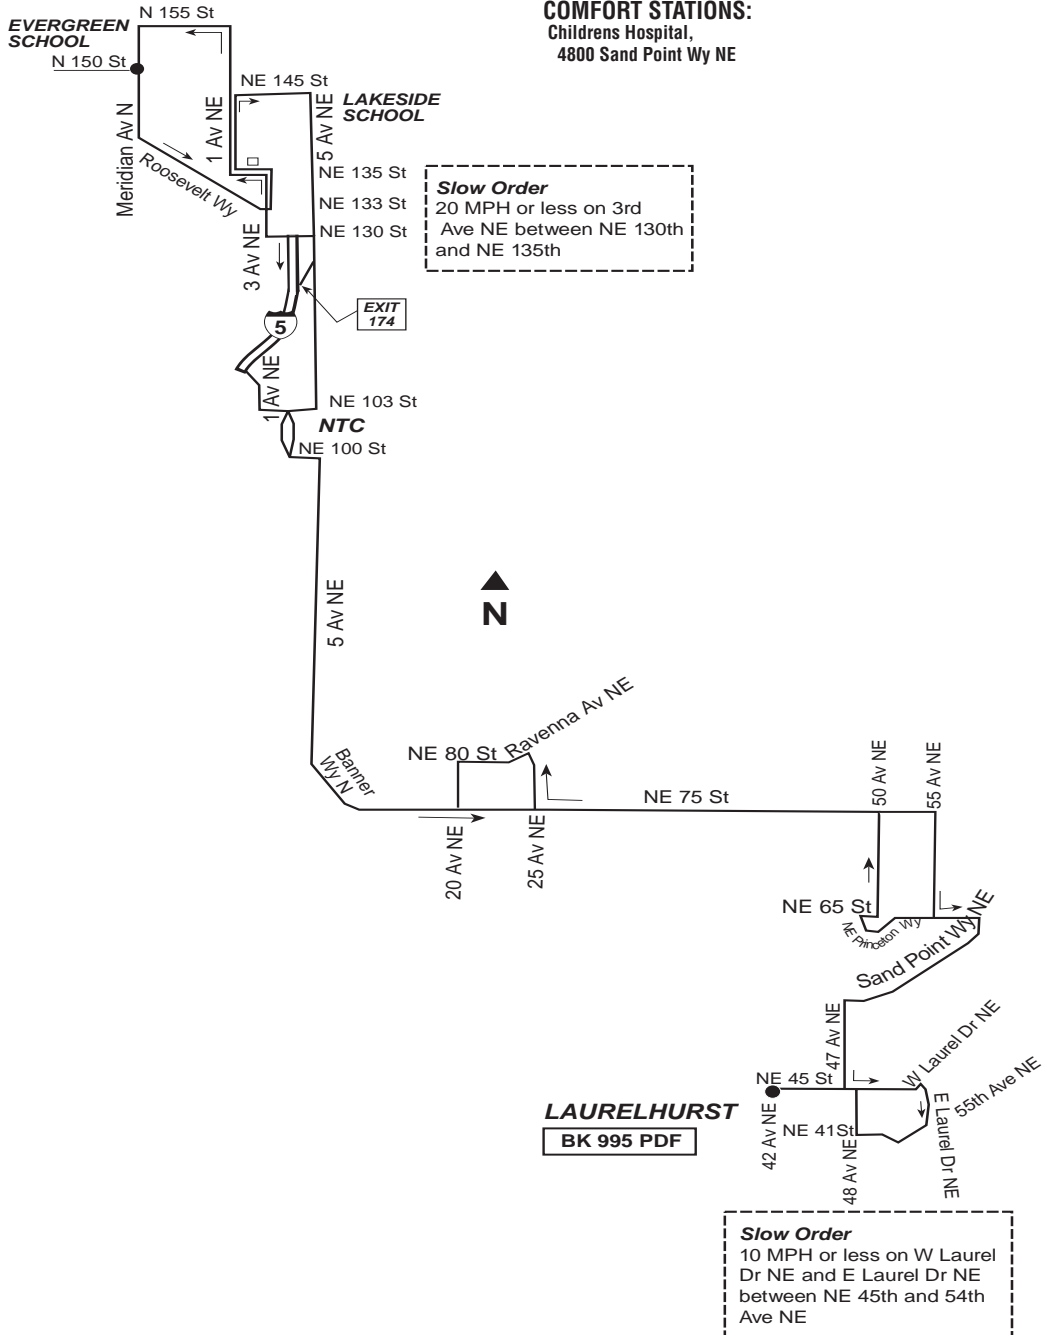 COMFORT STATIONS:
Childrens Hospital,
4800 Sand Point Wy NE
N 155 St
EVERGREEN
SCHOOL
N 150 St
NE 145 St
LAKESIDE
SCHOOL
Meridian Av N
1 Av NE
5 Av NE
Roosevelt Wy
NE 135 St
NE 133 St
NE 130 St
3 Av NE
Slow Order
20 MPH or less on 3rd
Ave NE between NE 130th
and NE 135th
EXIT
174
5
1 Av NE
NE 103 St
NTC
NE 100 St
5 Av NE
N
Banner
Wy N
NE 80 St
Ravenna Av NE
NE 75 St
20 Av NE
25 Av NE
50 Av NE
55 Av NE
NE 65 St
NE Princeton Wy
Sand Point Wy NE
47 Av NE
NE 45 St
W Laurel Dr NE
55th Ave NE
E Laurel Dr NE
LAURELHURST
BK 995 PDF
42 Av NE
NE 41St
48 Av NE
Slow Order
10 MPH or less on W Laurel
Dr NE and E Laurel Dr NE
between NE 45th and 54th
Ave NE